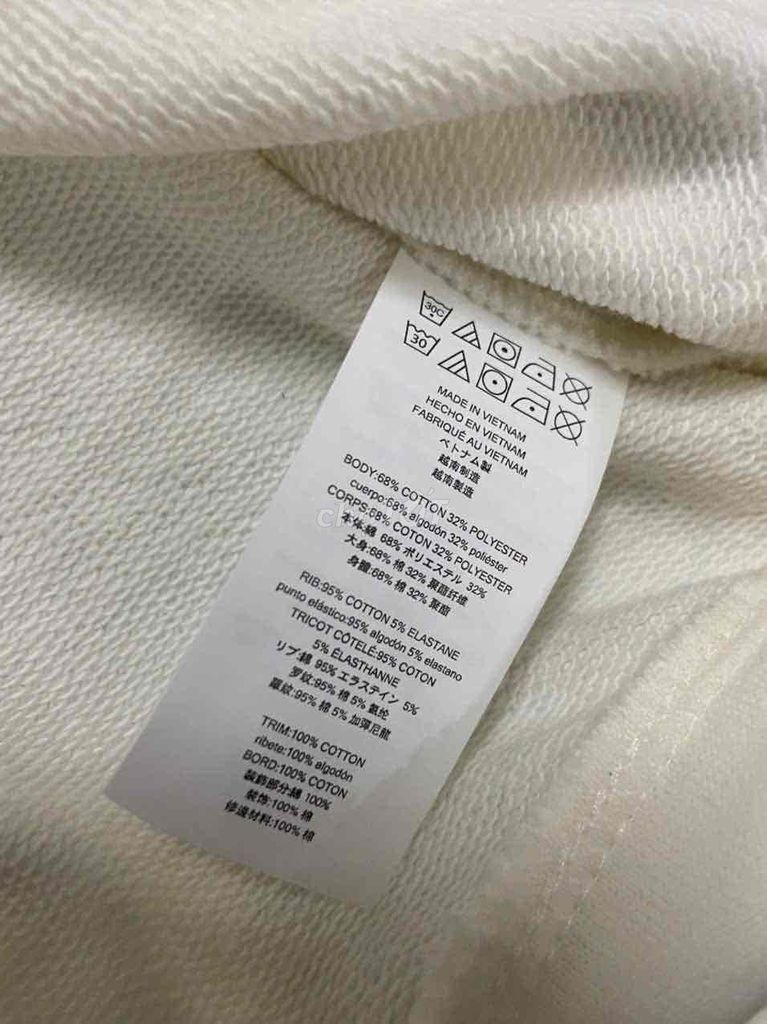 30C
30
MADE IN VIETNAM
HECHO EN VIETNAM
FABRIQUÉ AU VIETNAM
ベトナム製
越南制造
越南製造
BODY:68% COTTON 32% POLYESTER
cuerpo:68% algodón 32% poliéster
CORPS:68% COTON 32% POLYESTER
本体綿 68% ポリエステル 32%
大身:68% 棉 32% 聚酯纤维
身體:68% 棉 32% 聚酯
RIB:95% COTTON 5% ELASTANE
punto elástico:95% algodón 5% elastano
TRICOT CÔTELÉ:95% COTON
5% ÉLASTHANNE
リブ:綿 95% エラステイン 5%
罗纹:95% 棉 5% 氨纶
羅紋:95% 棉 5% 加彈尼龍
TRIM:100% COTTON
ribete:100% algodón
BORD:100% COTON
製飾部分綿 100%
装饰:100% 棉
修邊材料:100% 棉